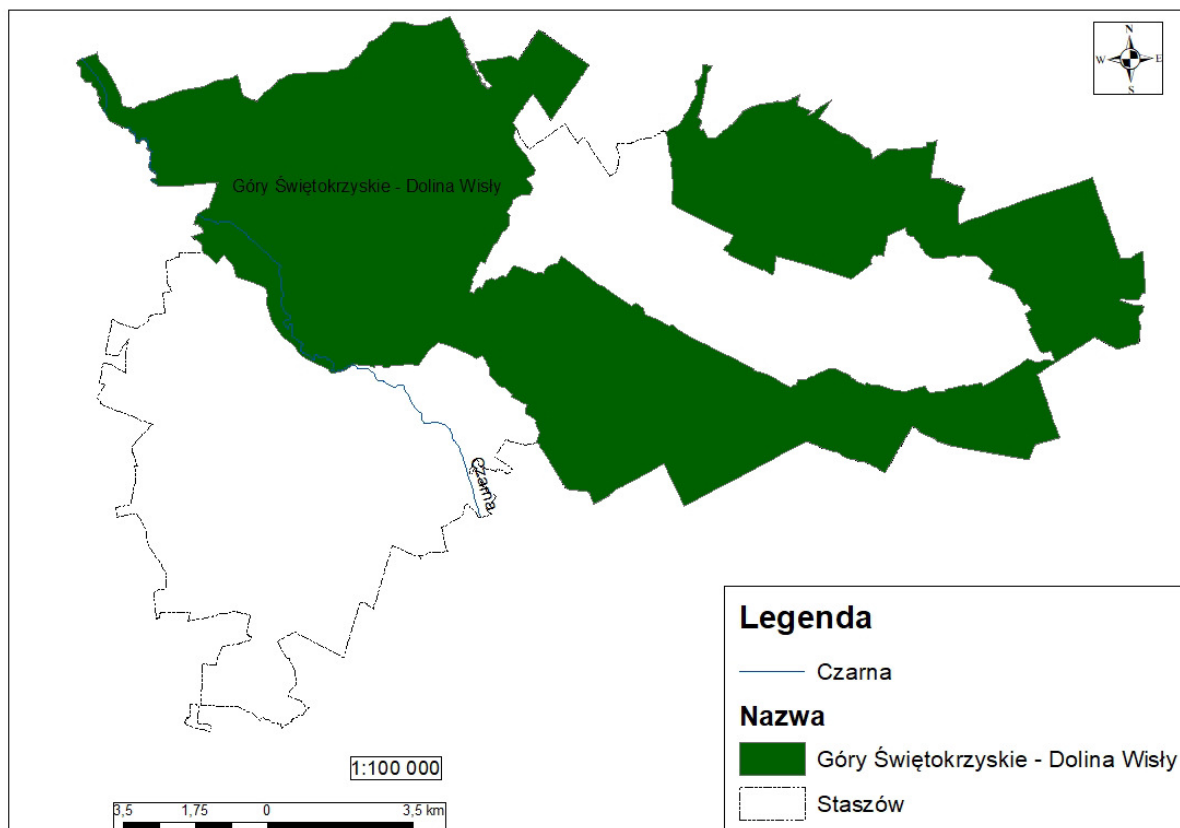 N
W E
S
Góry Świętokrzyskie - Dolina Wisły
Czarna
Legenda
Czarna
Nazwa
Góry Świętokrzyskie - Dolina Wisły
Staszów
1:100 000
3,5 1,75 0 3,5 km